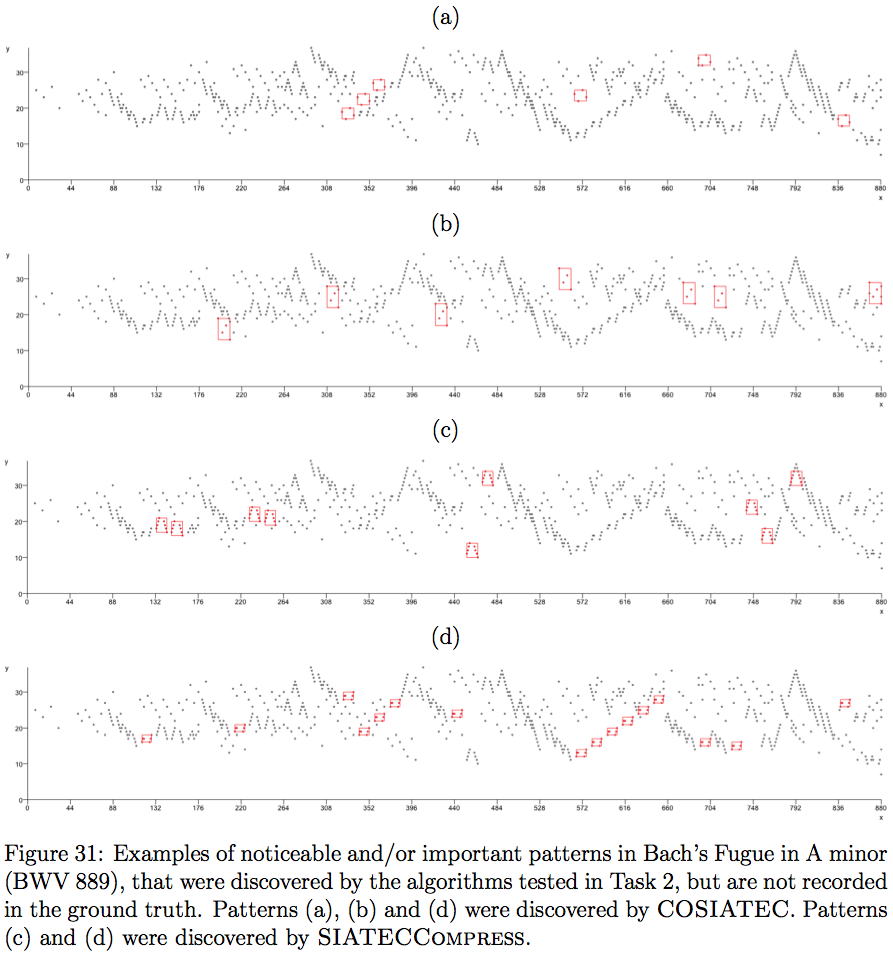 (a)
y
30
20
10
0
0 44 88 132 176 220 264 308 352 396 440 484 528 572 616 660 704 748 792 836 880
x
(b)
y
30
20
10
0
0 44 88 132 176 220 264 308 352 396 440 484 528 572 616 660 704 748 792 836 880
x
(c)
y
30
20
10
0
0 44 88 132 176 220 264 308 352 396 440 484 528 572 616 660 704 748 792 836 880
x
(d)
y
30
20
10
0
0 44 88 132 176 220 264 308 352 396 440 484 528 572 616 660 704 748 792 836 880
x
Figure 31: Examples of noticeable and/or important patterns in Bach's Fugue in A minor
(BWV 889), that were discovered by the algorithms tested in Task 2, but are not recorded
in the ground truth. Patterns (a), (b) and (d) were discovered by COSIATEC. Patterns
(c) and (d) were discovered by SIATECCOMPRESS.